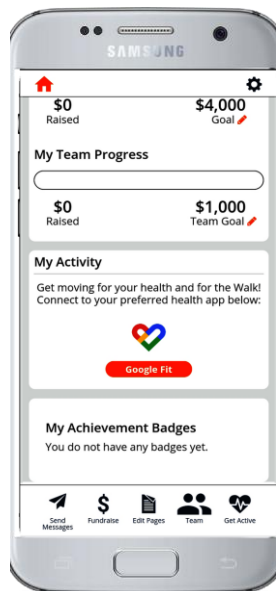 SAMSUNG
$0 $4,000
Raised Goal
My Team Progress
$0 $1,000
Raised Team Goal
My Activity
Get moving for your health and for the Walk!
Connect to your preferred health app below:
Google Fit
My Achievement Badges
You do not have any badges yet.
Send Messages
Fundraise
Edit Pages
Team
Get Active